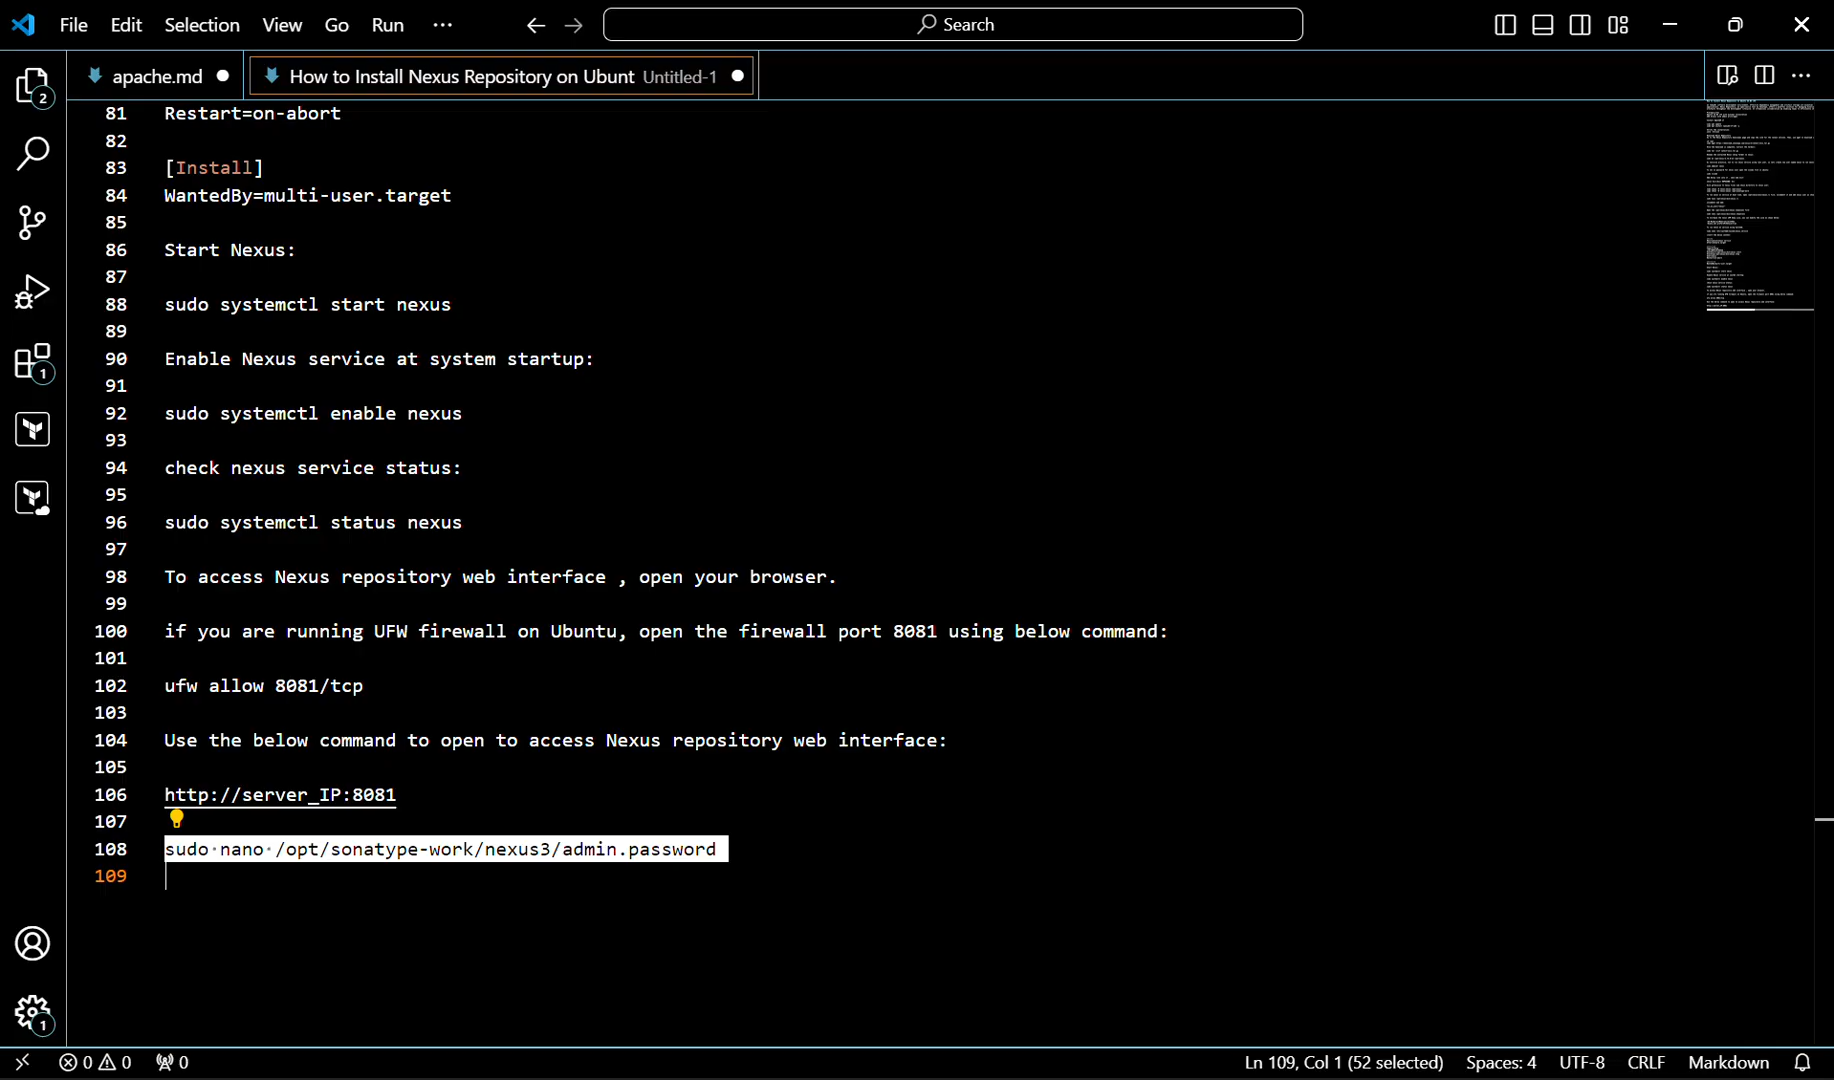 File Edit Selection View Go Run ··· Search
apache.md How to Install Nexus Repository on Ubunt Untitled-1
81 Restart=on-abort
82
83 [Install]
84 WantedBy=multi-user.target
85
86 Start Nexus:
87
88 sudo systemctl start nexus
89
90 Enable Nexus service at system startup:
91
92 sudo systemctl enable nexus
93
94 check nexus service status:
95
96 sudo systemctl status nexus
97
98 To access Nexus repository web interface , open your browser.
99
100 if you are running UFW firewall on Ubuntu, open the firewall port 8081 using below command:
101
102 ufw allow 8081/tcp
103
104 Use the below command to open to access Nexus repository web interface:
105
106 http://server_IP:8081
107
108 sudo·nano·/opt/sonatype-work/nexus3/admin.password
109
2
1
1
0 0 0 Ln 109, Col 1 (52 selected) Spaces: 4 UTF-8 CRLF Markdown